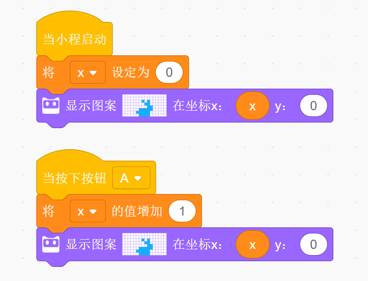 当小程启动
将 x 设定为 0
显示图案 在坐标x: x y: 0
当按下按钮 A
将 x 的值增加 1
显示图案 在坐标x: x y: 0